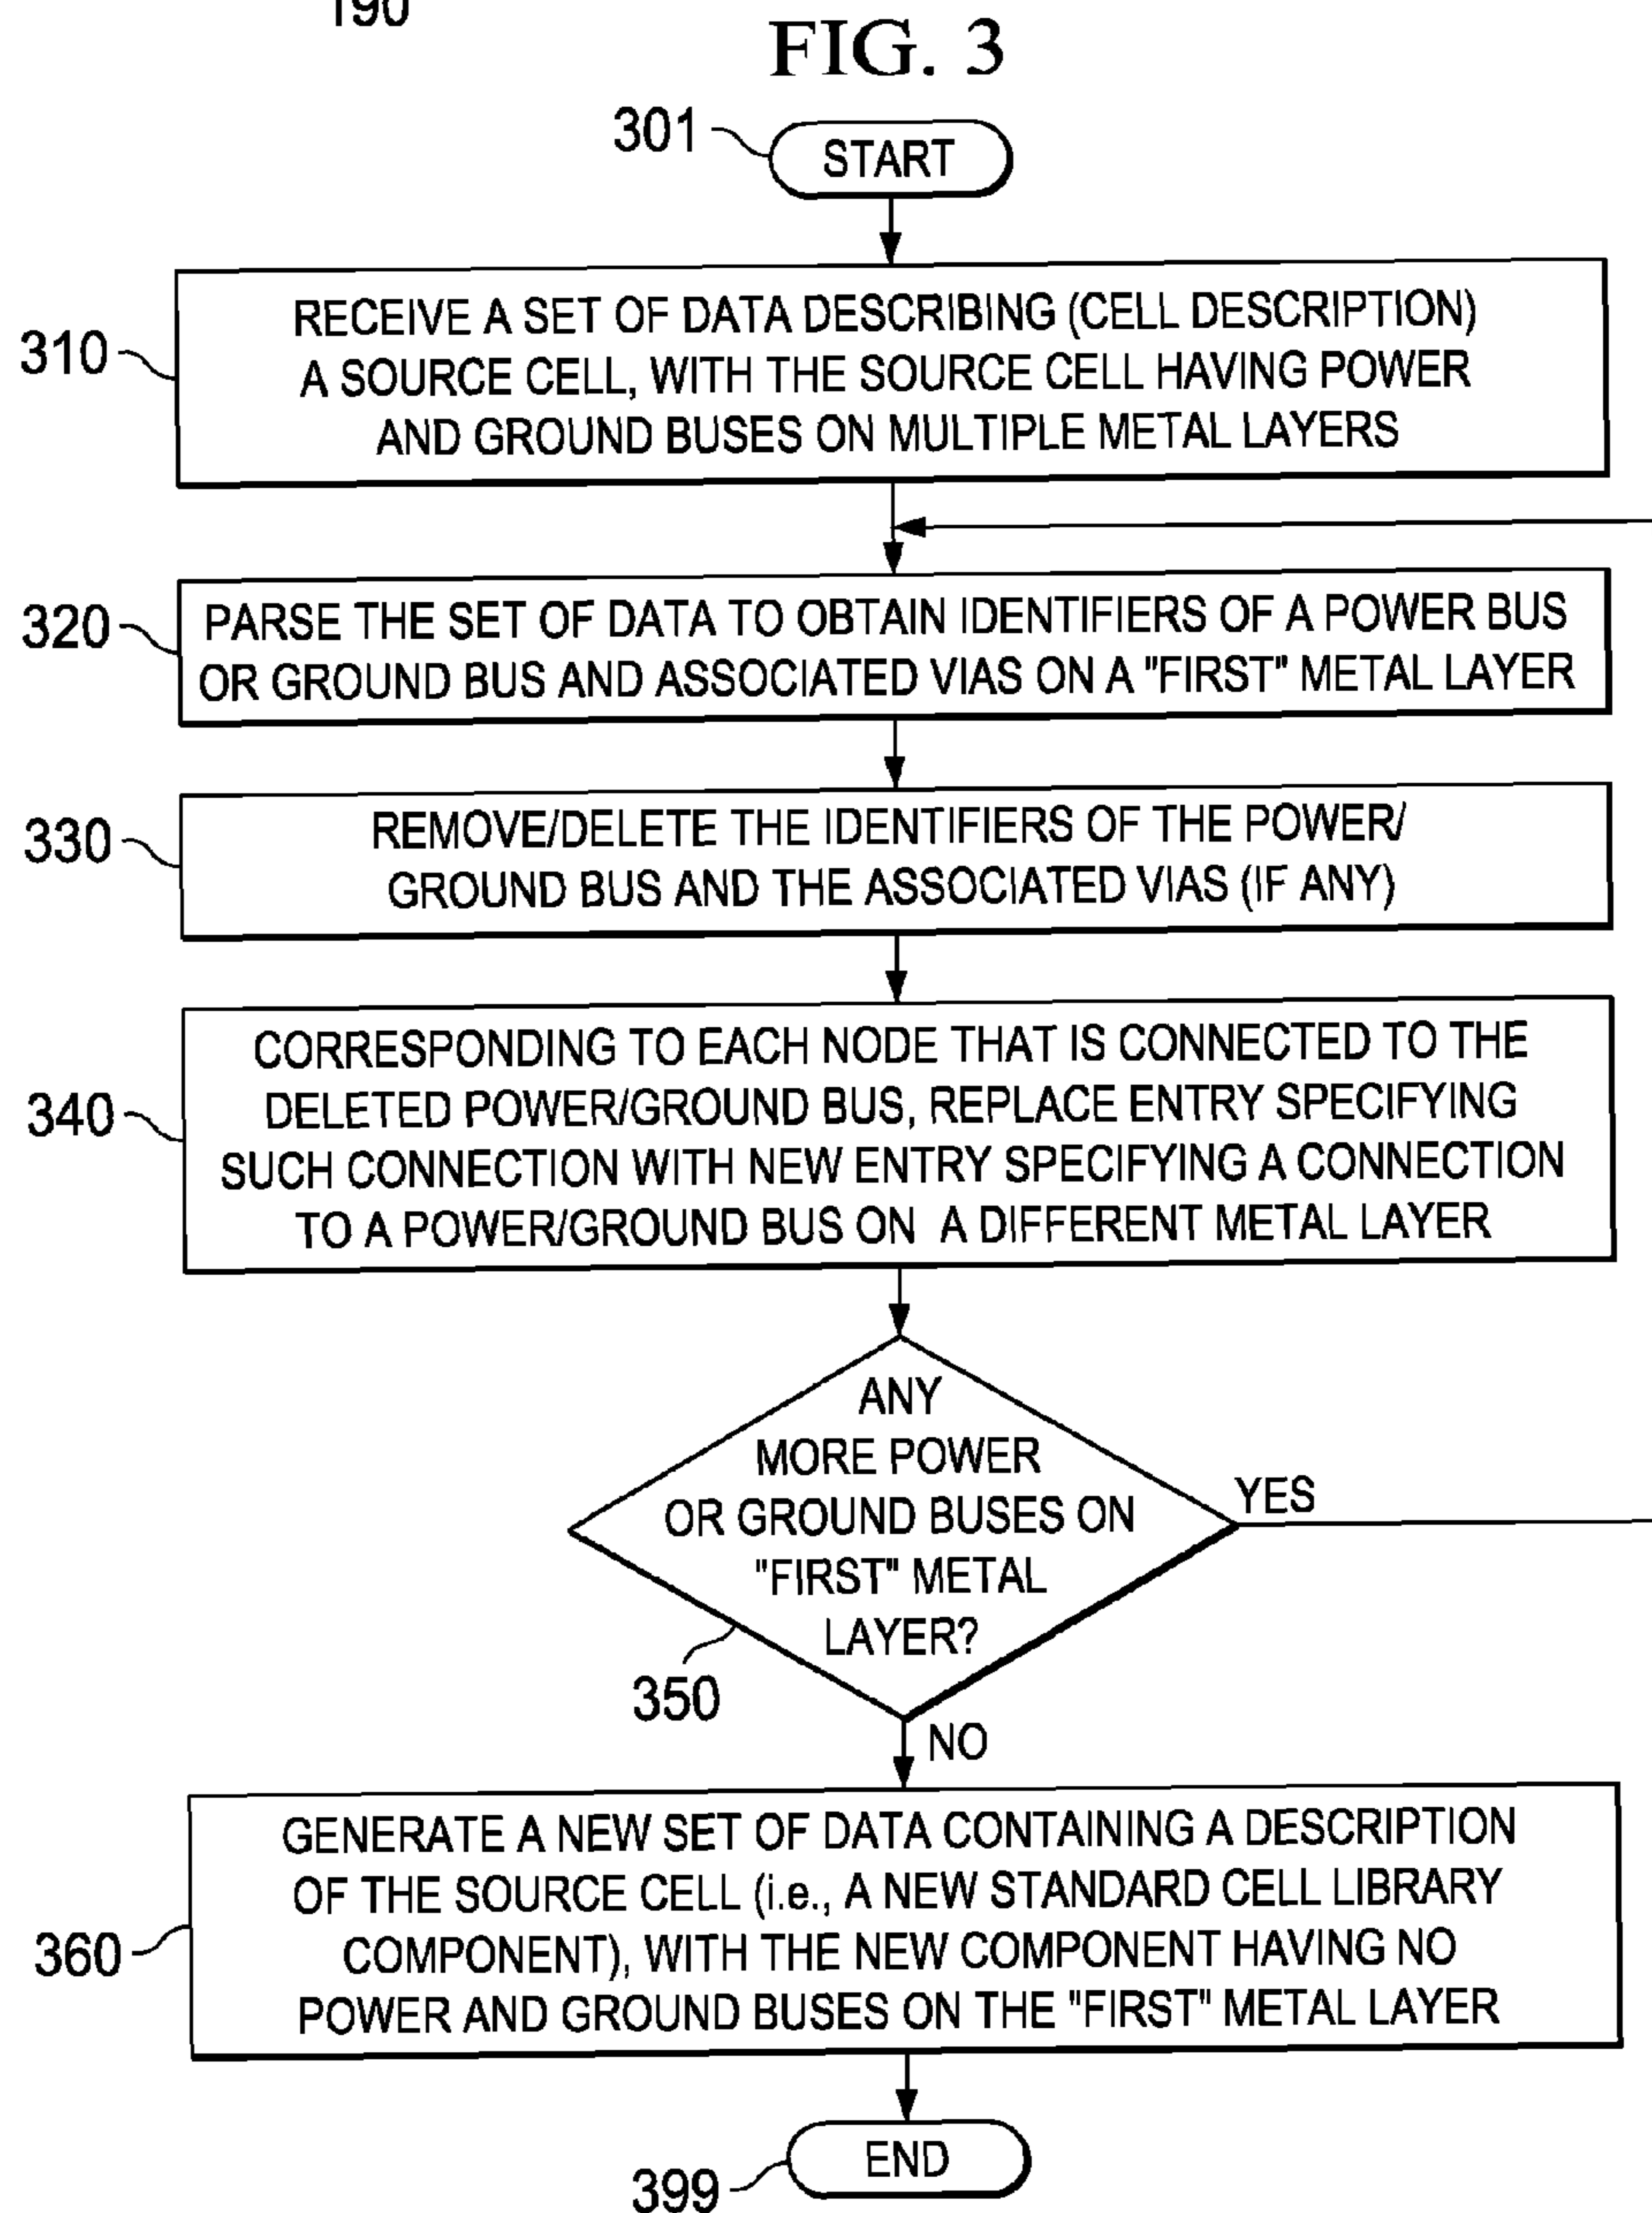 190
FIG. 3
301
START
310
RECEIVE A SET OF DATA DESCRIBING (CELL DESCRIPTION)
A SOURCE CELL, WITH THE SOURCE CELL HAVING POWER
AND GROUND BUSES ON MULTIPLE METAL LAYERS
320
PARSE THE SET OF DATA TO OBTAIN IDENTIFIERS OF A POWER BUS
OR GROUND BUS AND ASSOCIATED VIAS ON A "FIRST" METAL LAYER
330
REMOVE/DELETE THE IDENTIFIERS OF THE POWER/
GROUND BUS AND THE ASSOCIATED VIAS (IF ANY)
340
CORRESPONDING TO EACH NODE THAT IS CONNECTED TO THE
DELETED POWER/GROUND BUS, REPLACE ENTRY SPECIFYING
SUCH CONNECTION WITH NEW ENTRY SPECIFYING A CONNECTION
TO A POWER/GROUND BUS ON A DIFFERENT METAL LAYER
ANY
MORE POWER
OR GROUND BUSES ON
"FIRST" METAL
LAYER?
YES
350
NO
360
GENERATE A NEW SET OF DATA CONTAINING A DESCRIPTION
OF THE SOURCE CELL (i.e., A NEW STANDARD CELL LIBRARY
COMPONENT), WITH THE NEW COMPONENT HAVING NO
POWER AND GROUND BUSES ON THE "FIRST" METAL LAYER
END
399